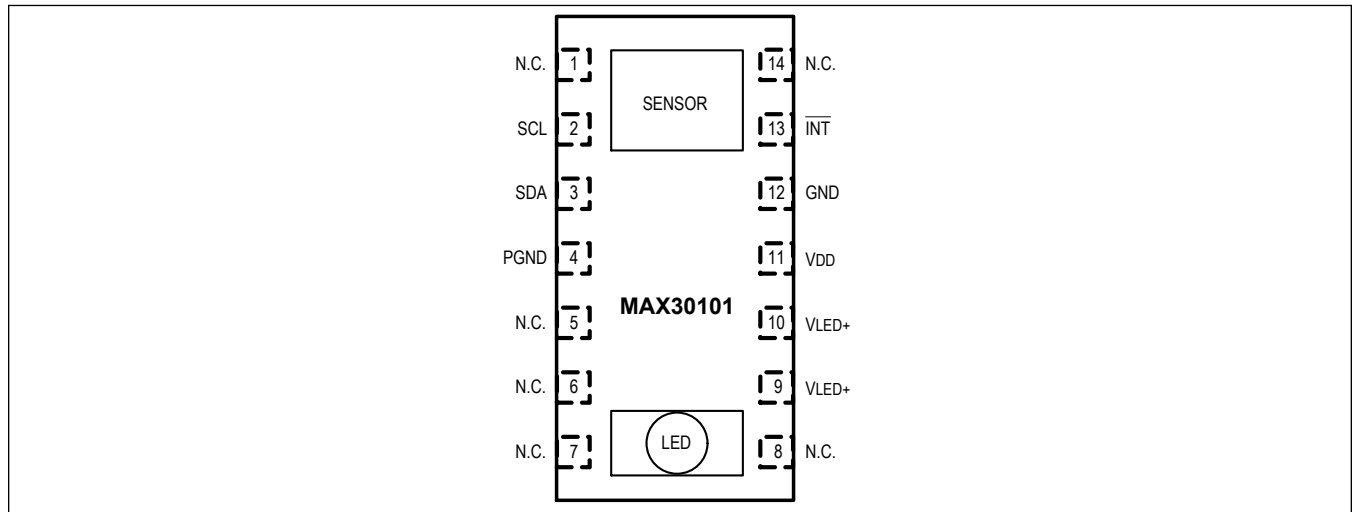 N.C. 1 14 N.C.
SENSOR
SCL 2 13 INT
SDA 3 12 GND
PGND 4 11 VDD
MAX30101
N.C. 5 10 VLED+
N.C. 6 9 VLED+
LED
N.C. 7 8 N.C.